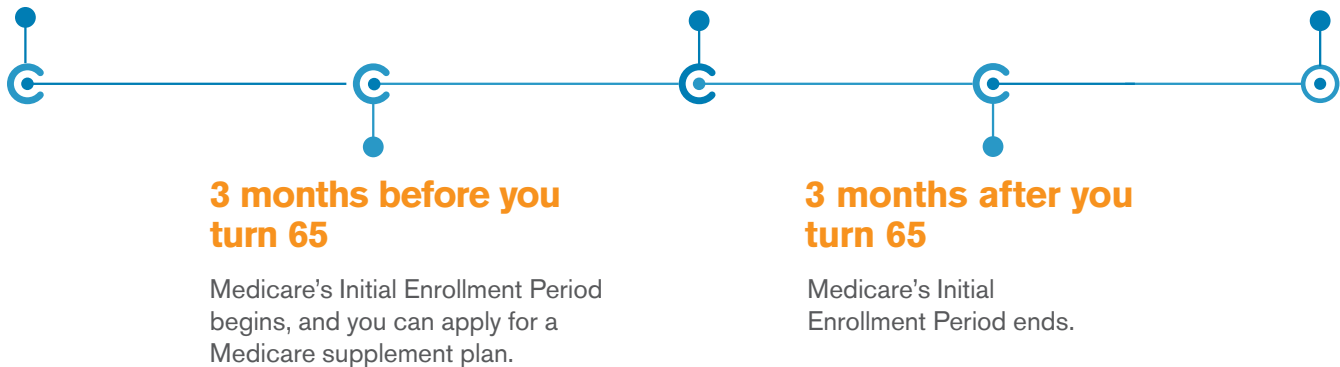 3 months before you
turn 65
Medicare’s Initial Enrollment Period
begins, and you can apply for a
Medicare supplement plan.
3 months after you
turn 65
Medicare’s Initial
Enrollment Period ends.